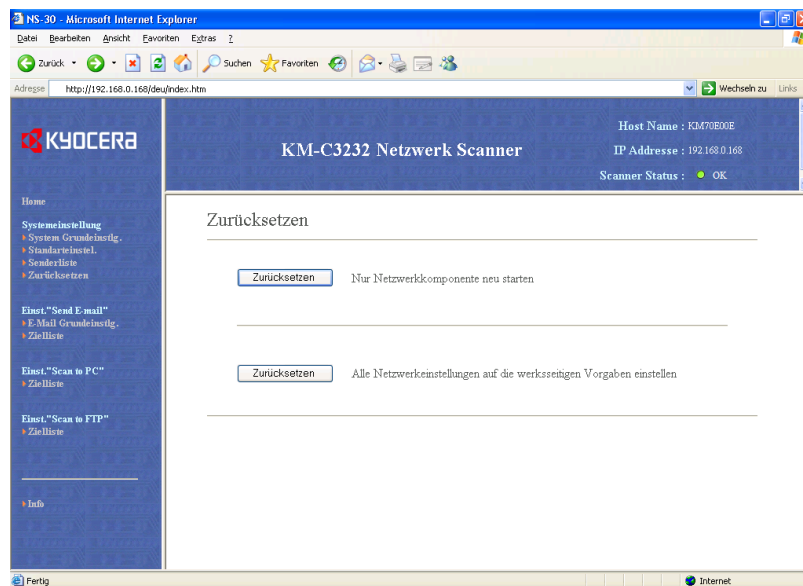 NS-30 - Microsoft Internet Explorer
Datei Bearbeiten Ansicht Favoriten Extras ?
Zurück Suchen Favoriten
Adresse http://192.168.0.168/deu/index.htm Wechseln zu Links
KYOCERA
KM-C3232 Netzwerk Scanner
Host Name : KM70E00E
IP Addresse : 192.168.0.168
Scanner Status : OK
Home
Systemeinstellung
System Grundeinstlg.
Standarteinstel.
Senderliste
Zurücksetzen
Einst."Send E-mail"
E-Mail Grundeinstlg.
Zielliste
Einst."Scan to PC"
Zielliste
Einst."Scan to FTP"
Zielliste
Info
Zurücksetzen
Zurücksetzen Nur Netzwerkkomponente neu starten
Zurücksetzen Alle Netzwerkeinstellungen auf die werksseitigen Vorgaben einstellen
Fertig Internet